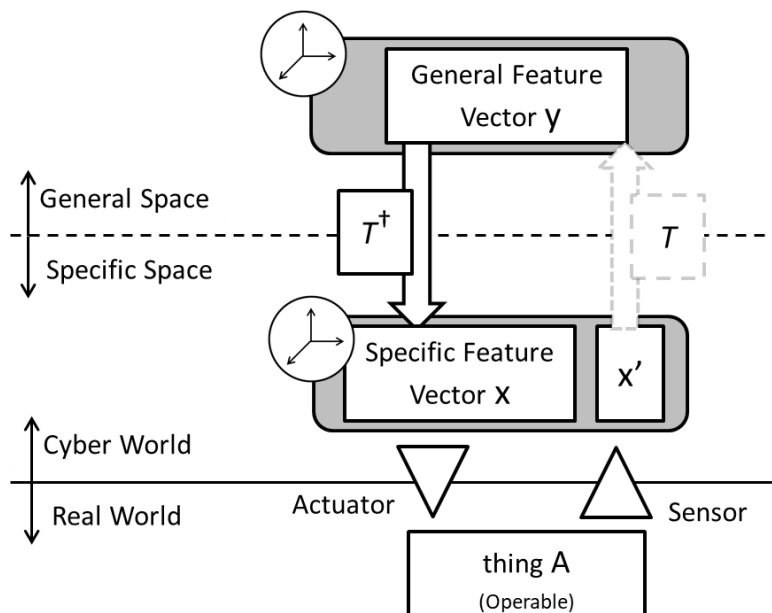 General Feature
Vector y
General Space
T†
T
Specific Space
Specific Feature
Vector x
x’
Cyber World
Actuator
Real World
Sensor
thing A
(Operable)